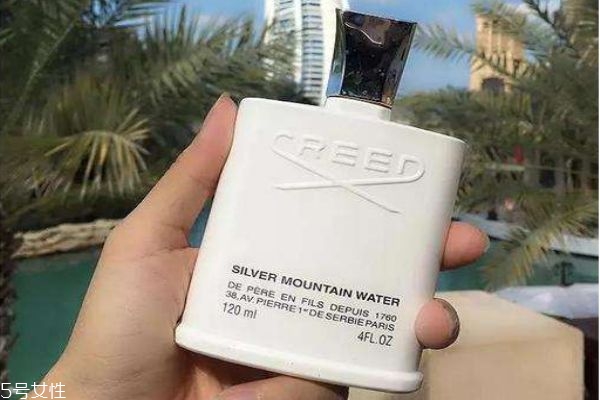 CREED
SILVER MOUNTAIN WATER
DE PÈRE EN FILS DEPUIS 1760
38, AV. PIERRE 1er DE SERBIE PARIS
120 ml
4FL.OZ
5号女性